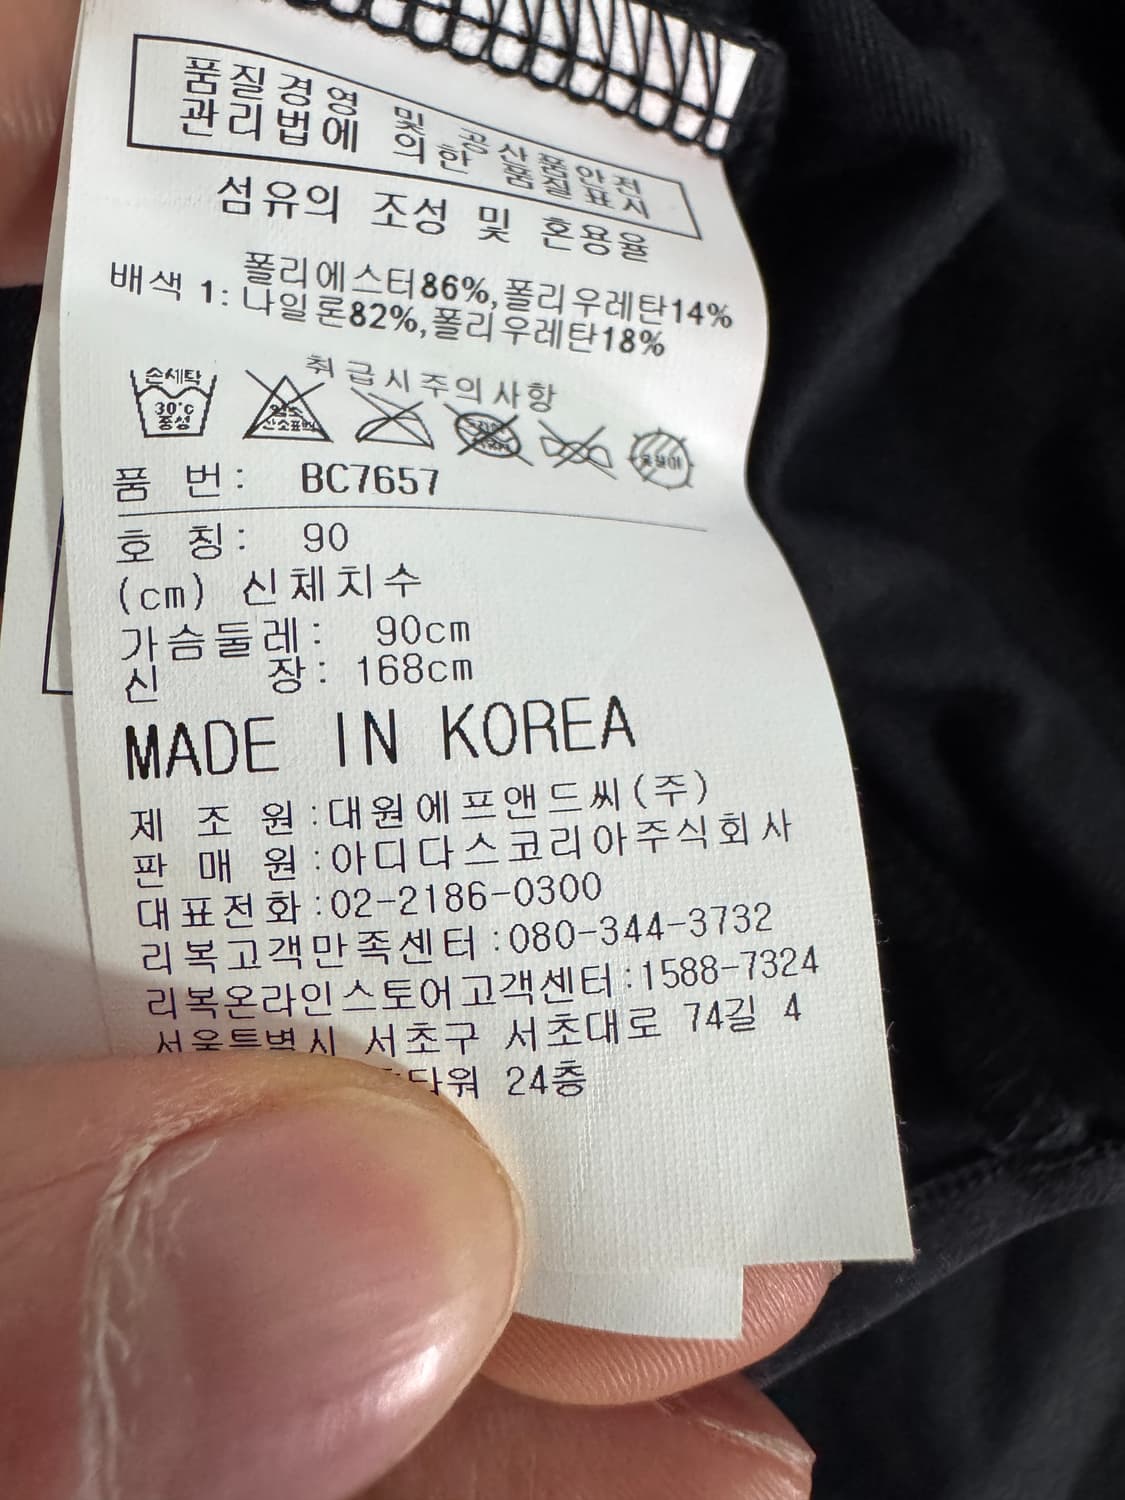 품질경영 및 공산품안전
관리법에 의한 품질표시
섬유의 조성 및 혼용율
폴리에스터86%,폴리우레탄14%
배색 1: 나일론82%,폴리우레탄18%
취급시주의사항
손세탁
30°c
중성
품 번: BC7657
호 칭: 90
(cm) 신체치수
가슴둘레: 90cm
신 장: 168cm
MADE IN KOREA
제 조 원:대원에프앤드씨(주)
판 매 원:아디다스코리아주식회사
대표전화:02-2186-0300
리복고객만족센터:080-344-3732
리복온라인스토어고객센터:1588-7324
서울특별시 서초구 서초대로 74길 4
24층